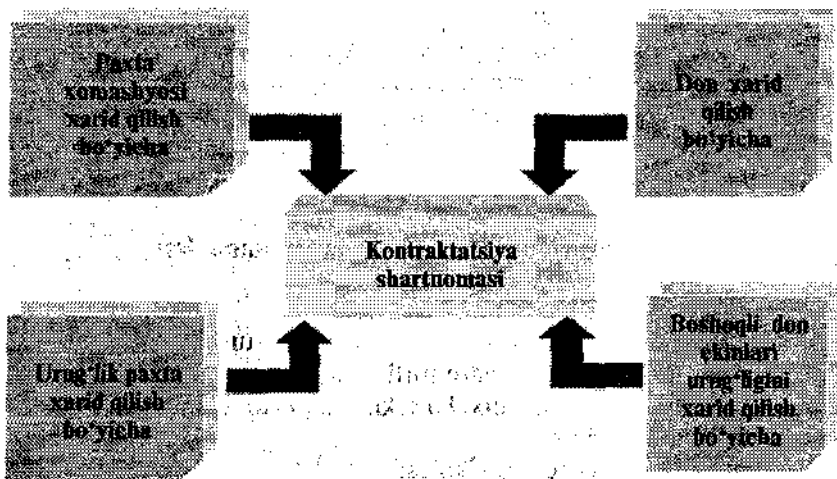 Paxta
xomashyosi
xarid qilish
bo‘yicha
Don xarid
qilish
bo‘yicha
Kontraktatsiya
shartnomasi
Urug‘lik paxta
xarid qilish
bo‘yicha
Boshoqli don
ekinlari
urug‘ligini
xarid qilish
bo‘yicha